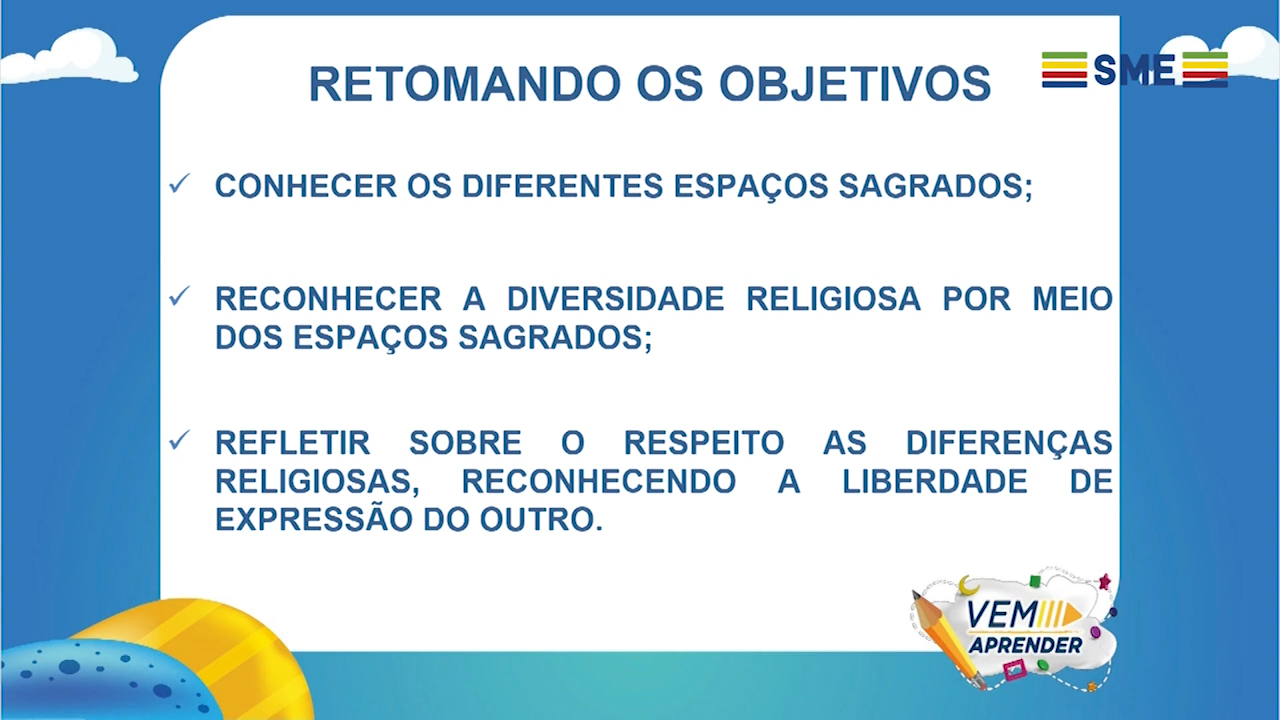 RETOMANDO OS OBJETIVOS
SME
CONHECER OS DIFERENTES ESPAÇOS SAGRADOS;
RECONHECER A DIVERSIDADE RELIGIOSA POR MEIO
DOS ESPAÇOS SAGRADOS;
REFLETIR SOBRE O RESPEITO AS DIFERENÇAS
RELIGIOSAS, RECONHECENDO A LIBERDADE DE
EXPRESSÃO DO OUTRO.
VEM
APRENDER